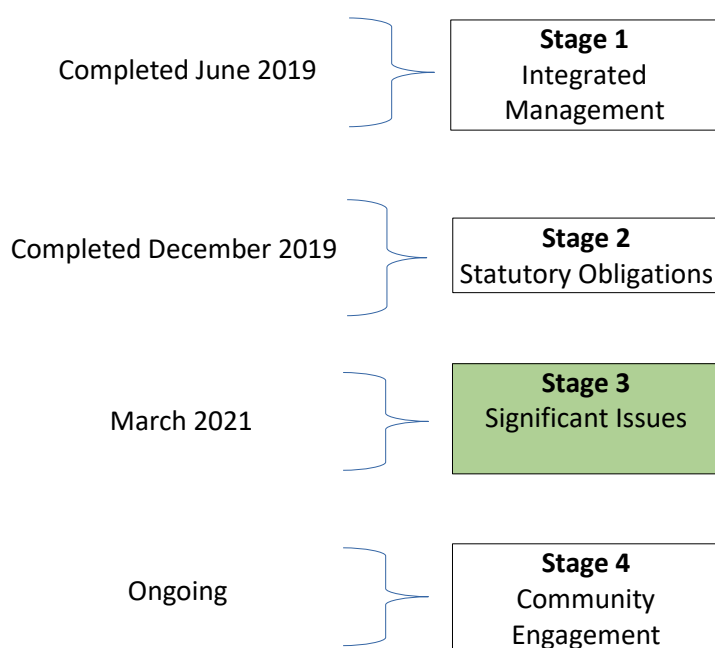 Completed June 2019
Stage 1
Integrated
Management
Completed December 2019
Stage 2
Statutory Obligations
March 2021
Stage 3
Significant Issues
Ongoing
Stage 4
Community
Engagement